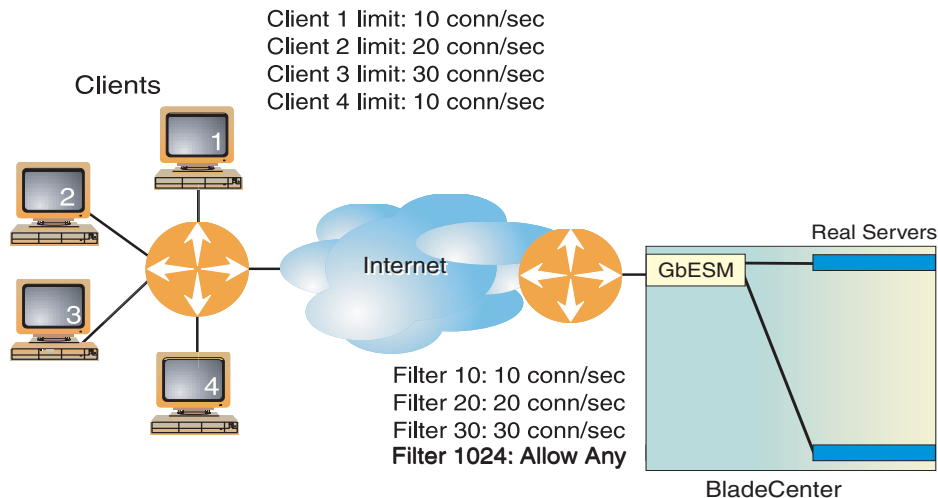 Client 1 limit: 10 conn/sec
Client 2 limit: 20 conn/sec
Client 3 limit: 30 conn/sec
Client 4 limit: 10 conn/sec
Clients
1
2
3
4
Internet
Real Servers
GbESM
Filter 10: 10 conn/sec
Filter 20: 20 conn/sec
Filter 30: 30 conn/sec
Filter 1024: Allow Any
BladeCenter